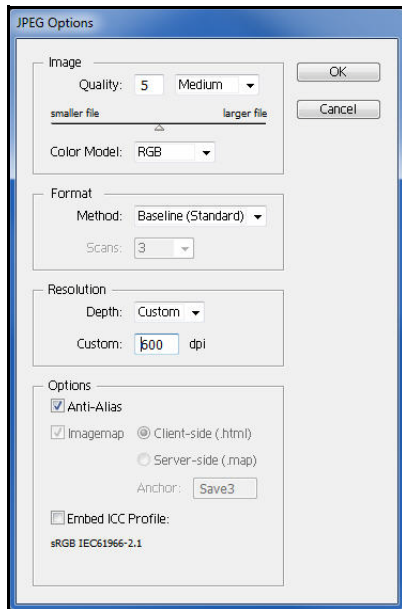 JPEG Options
Image
Quality: 5 Medium
smaller file larger file
Color Model: RGB
OK
Cancel
Format
Method: Baseline (Standard)
Scans: 3
Resolution
Depth: Custom
Custom: 600 dpi
Options
Anti-Alias
Imagemap Client-side (.html)
Server-side (.map)
Anchor: Save3
Embed ICC Profile:
sRGB IEC61966-2.1